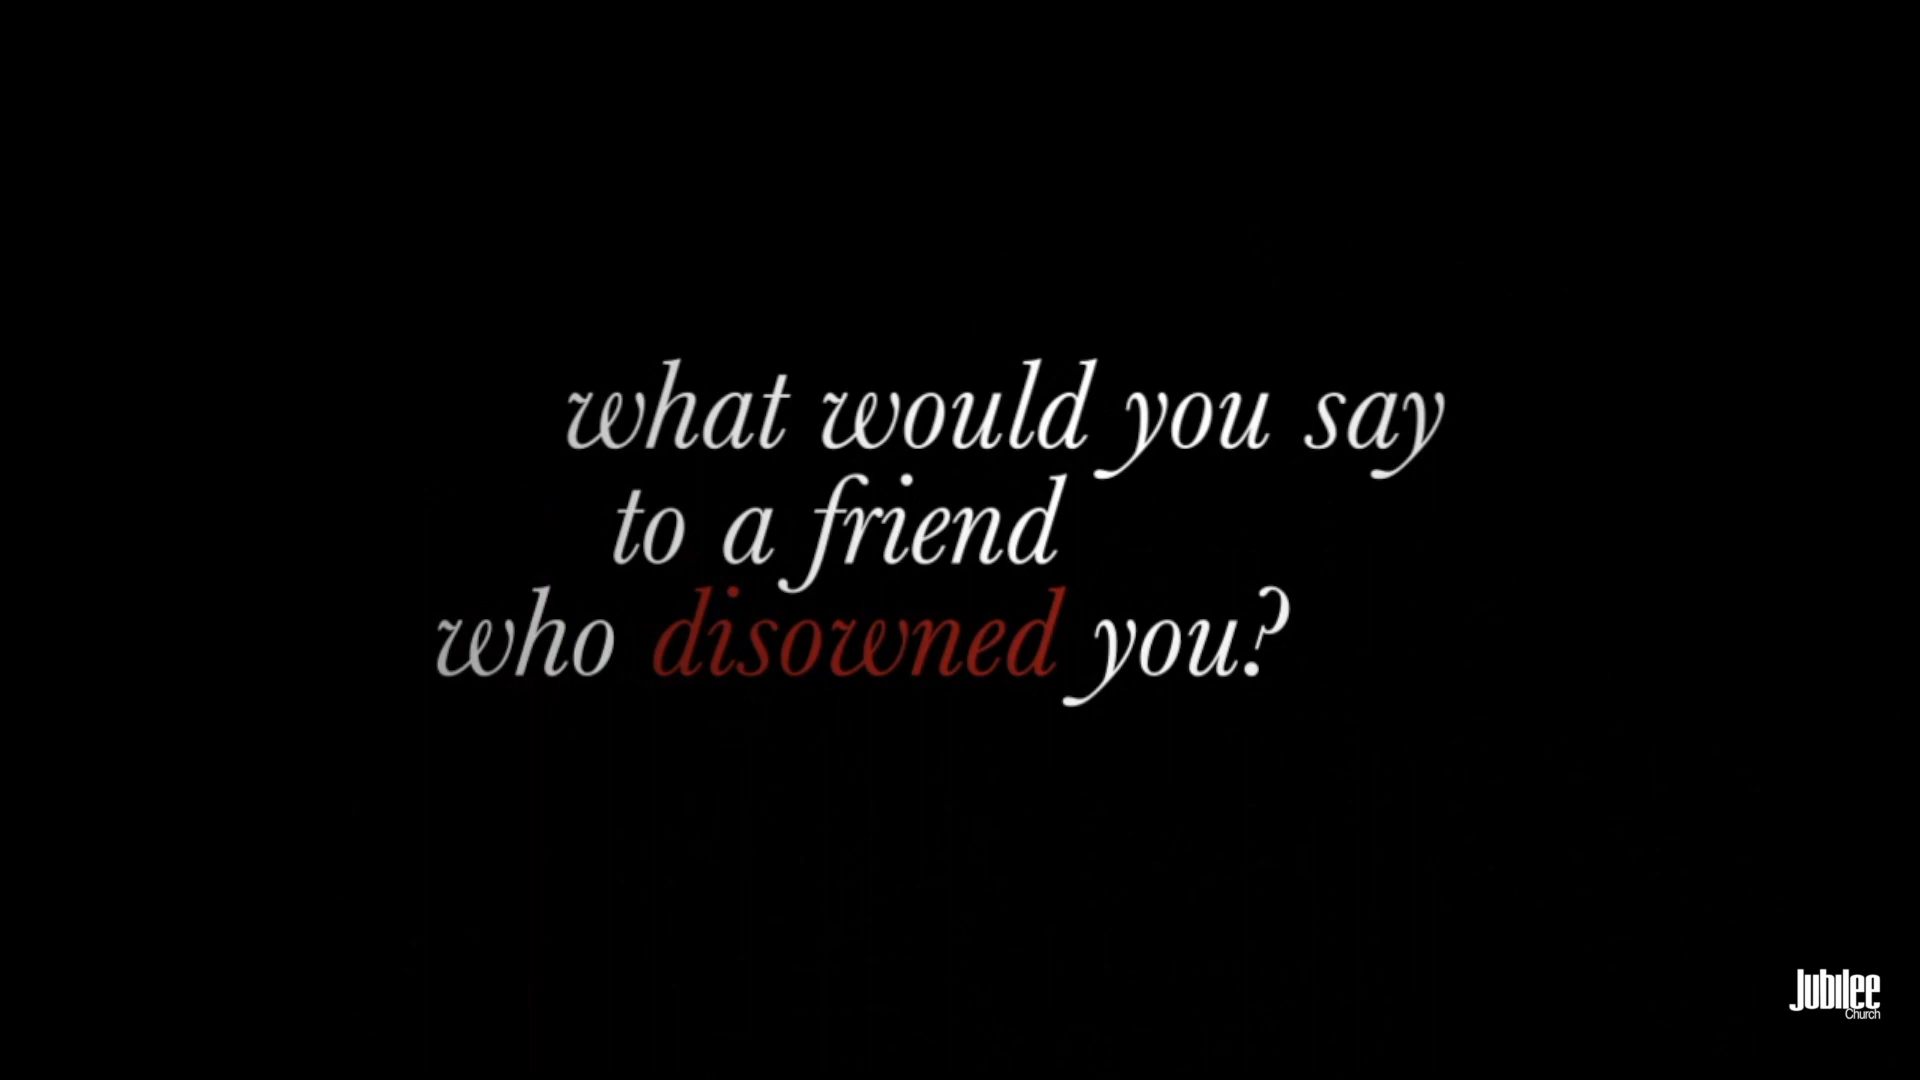 what would you say
to a friend
who disowned you?
Jubilee
Church